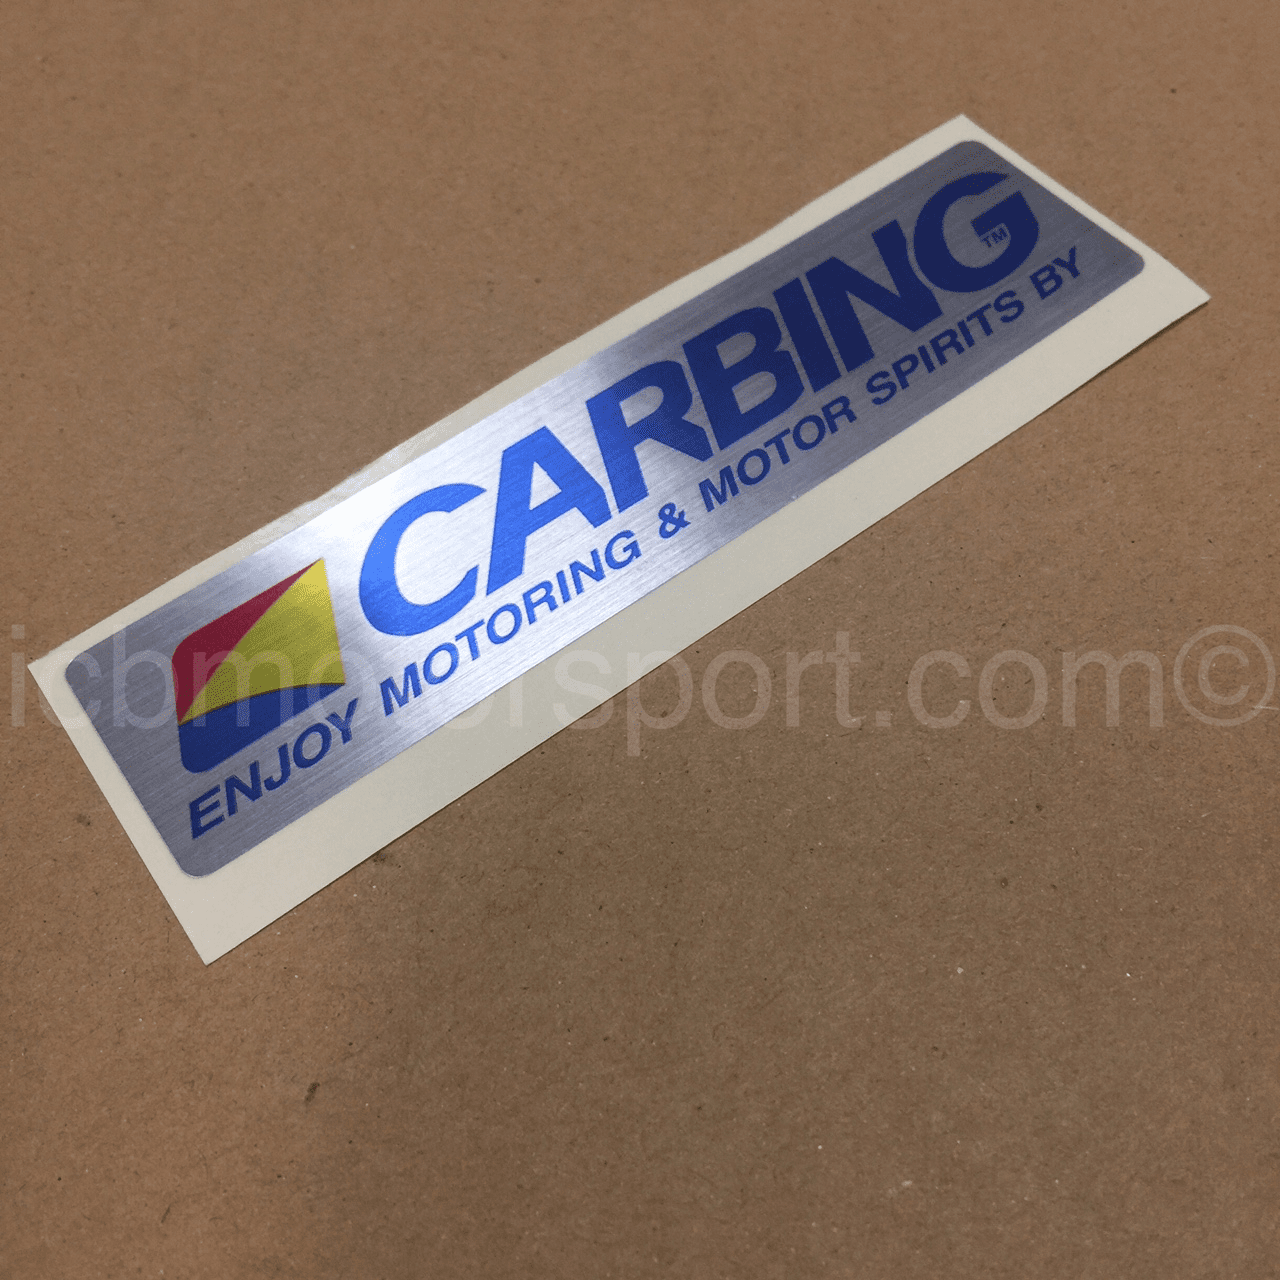 CARBING™
ENJOY MOTORING & MOTOR SPIRITS BY
icbmotorsport.com©